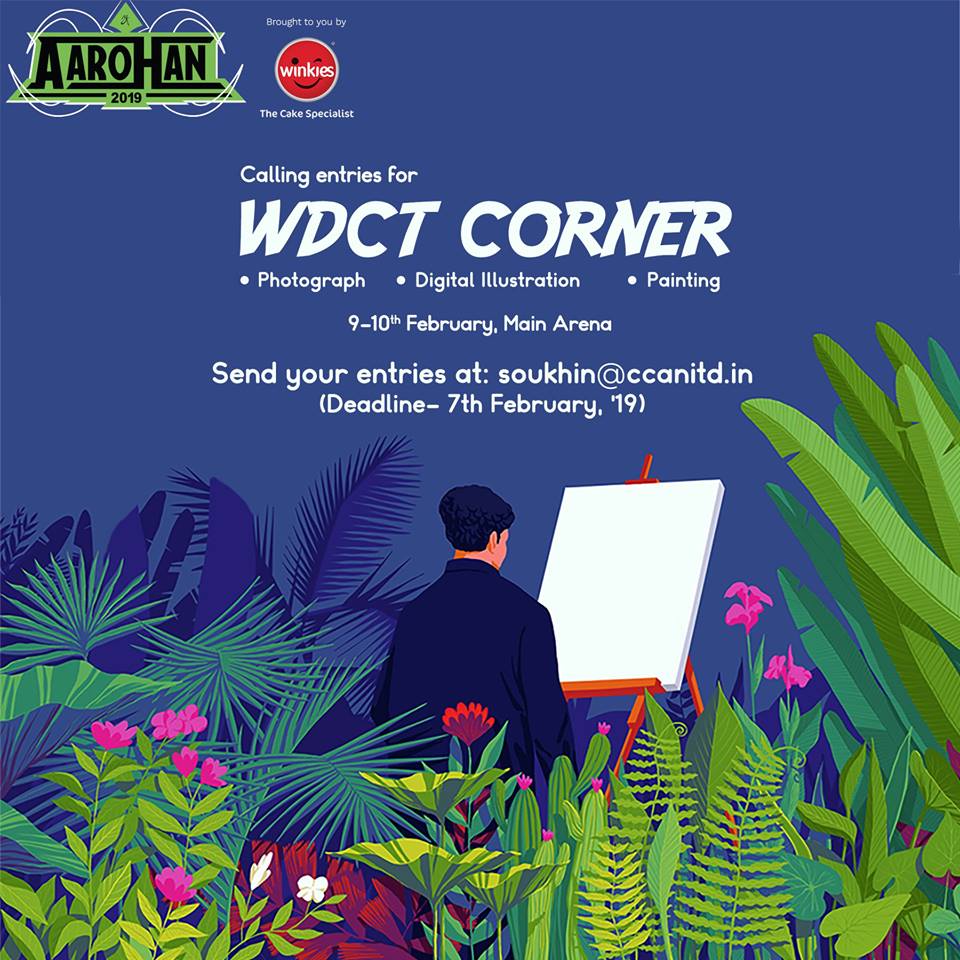 AAROHAN
2019
Brought to you by
winkies
The Cake Specialist
Calling entries for
WDCT CORNER
• Photograph • Digital Illustration • Painting
9-10th February, Main Arena
Send your entries at: soukhin@ccanitd.in
(Deadline- 7th February, '19)